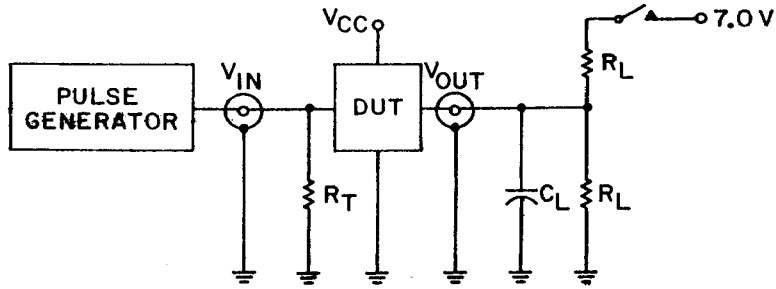 7.0 V
VCC
RL
VIN
VOUT
PULSE
GENERATOR
DUT
RT
CL
RL